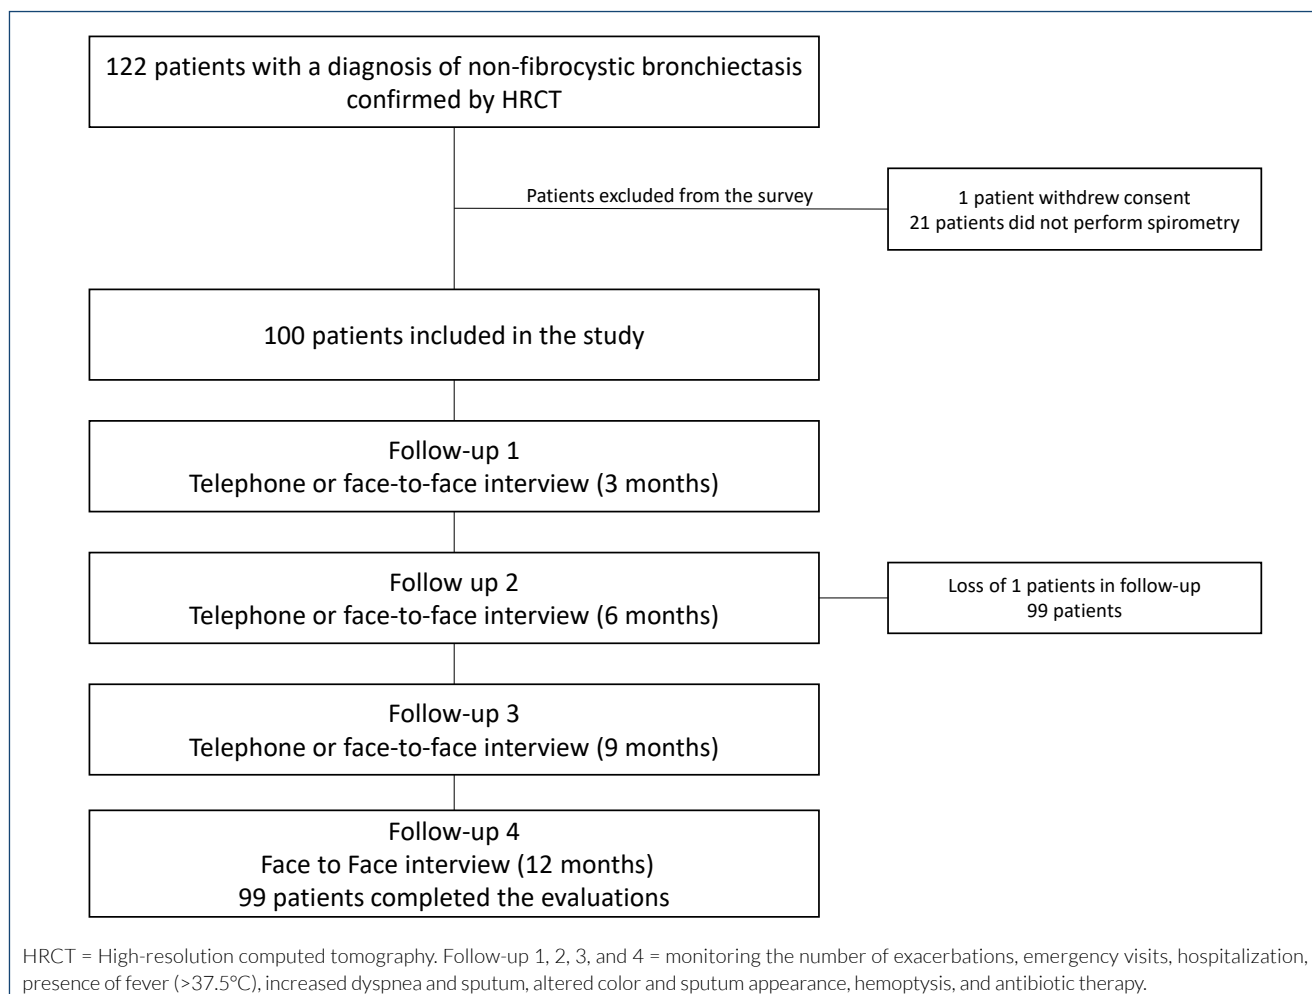 122 patients with a diagnosis of non-fibrocystic bronchiectasis
confirmed by HRCT
Patients excluded from the survey
1 patient withdrew consent
21 patients did not perform spirometry
100 patients included in the study
Follow-up 1
Telephone or face-to-face interview (3 months)
Follow up 2
Telephone or face-to-face interview (6 months)
Loss of 1 patients in follow-up
99 patients
Follow-up 3
Telephone or face-to-face interview (9 months)
Follow-up 4
Face to Face interview (12 months)
99 patients completed the evaluations
HRCT = High-resolution computed tomography. Follow-up 1, 2, 3, and 4 = monitoring the number of exacerbations, emergency visits, hospitalization,
presence of fever (>37.5°C), increased dyspnea and sputum, altered color and sputum appearance, hemoptysis, and antibiotic therapy.